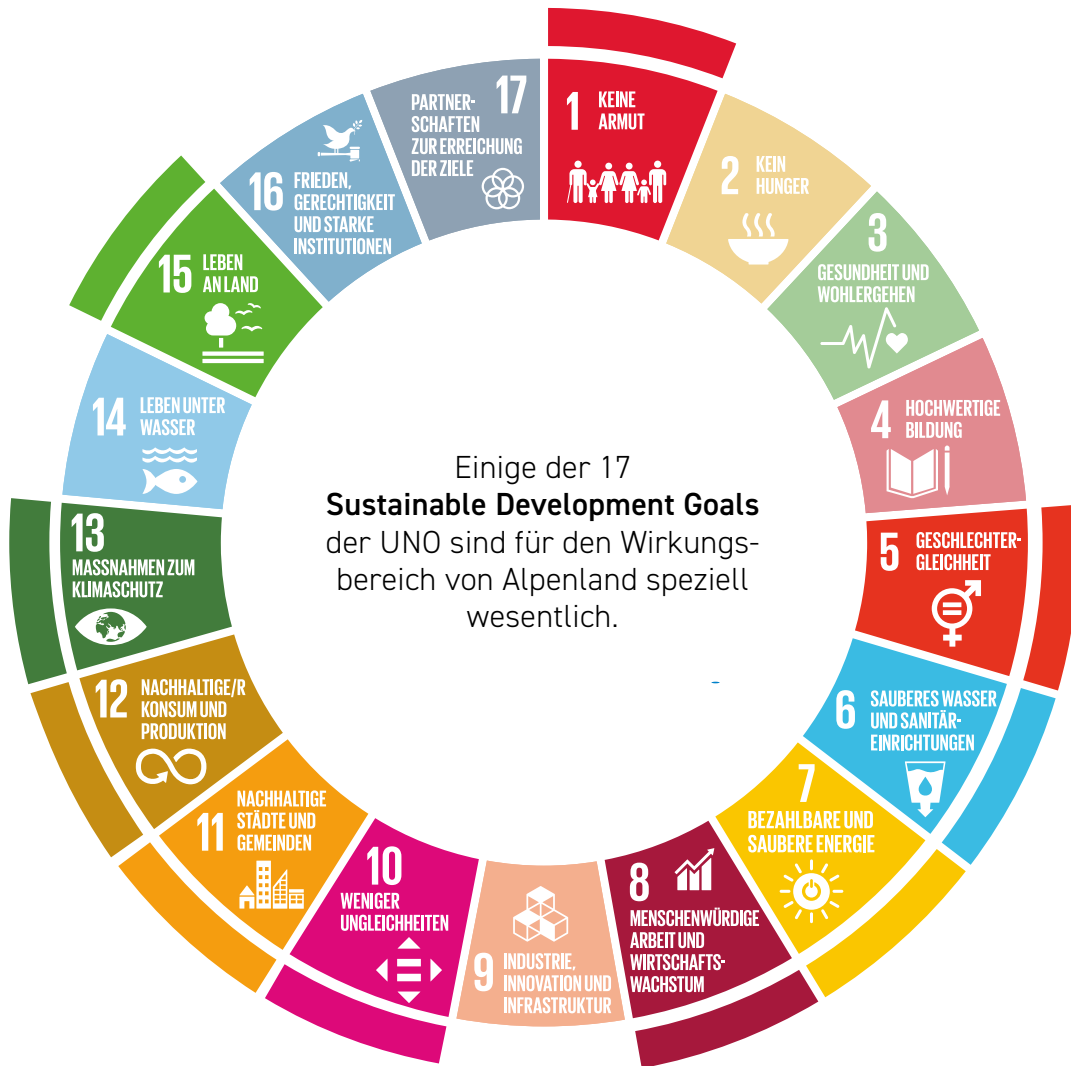 1 KEINE
ARMUT
2 KEIN
HUNGER
3
GESUNDHEIT UND
WOHLERGEHEN
4 HOCHWERTIGE
BILDUNG
5 GESCHLECHTER-
GLEICHHEIT
6 SAUBERES WASSER
UND SANITÄR-
EINRICHTUNGEN
7
BEZAHLBARE UND
SAUBERE ENERGIE
8
MENSCHENWÜRDIGE
ARBEIT UND
WIRTSCHAFTS-
WACHSTUM
9 INDUSTRIE,
INNOVATION UND
INFRASTRUKTUR
10
WENIGER
UNGLEICHHEITEN
11
NACHHALTIGE
STÄDTE UND
GEMEINDEN
12 NACHHALTIGE/R
KONSUM UND
PRODUKTION
13
MASSNAHMEN ZUM
KLIMASCHUTZ
14 LEBEN UNTER
WASSER
15 LEBEN
AN LAND
16 FRIEDEN,
GERECHTIGKEIT
UND STARKE
INSTITUTIONEN
17
PARTNER-
SCHAFTEN
ZUR ERREICHUNG
DER ZIELE
Einige der 17
Sustainable Development Goals
der UNO sind für den Wirkungs-
bereich von Alpenland speziell
wesentlich.